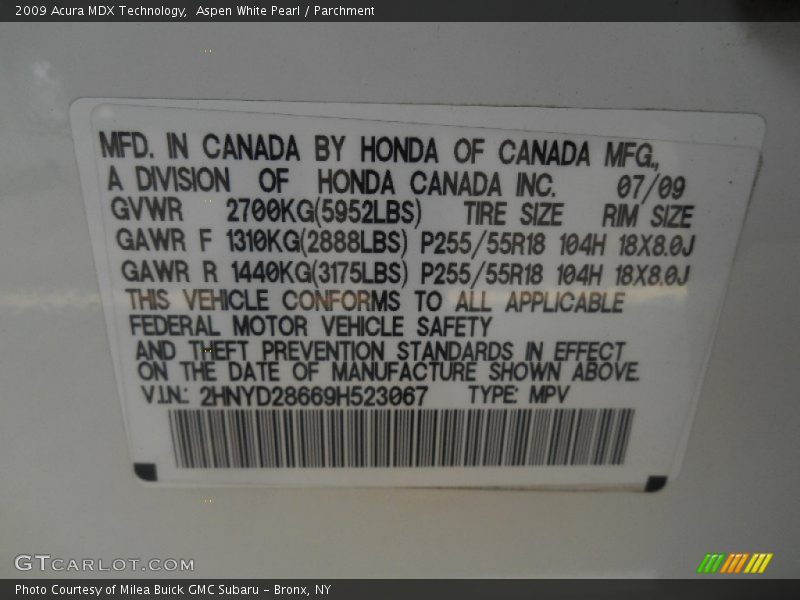 2009 Acura MDX Technology,  Aspen White Pearl / Parchment
MFD. IN CANADA BY HONDA OF CANADA MFG.,
A DIVISION OF HONDA CANADA INC. 07/09
GVWR 2700KG(5952LBS) TIRE SIZE RIM SIZE
GAWR F 1310KG(2888LBS) P255/55R18 104H 18X8.0J
GAWR R 1440KG(3175LBS) P255/55R18 104H 18X8.0J
THIS VEHICLE CONFORMS TO ALL APPLICABLE
FEDERAL MOTOR VEHICLE SAFETY
AND THEFT PREVENTION STANDARDS IN EFFECT
ON THE DATE OF MANUFACTURE SHOWN ABOVE.
V.I.N.: 2HNYD28669H523067 TYPE: MPV
GTCARLOT.COM
Photo Courtesy of Milea Buick GMC Subaru - Bronx, NY